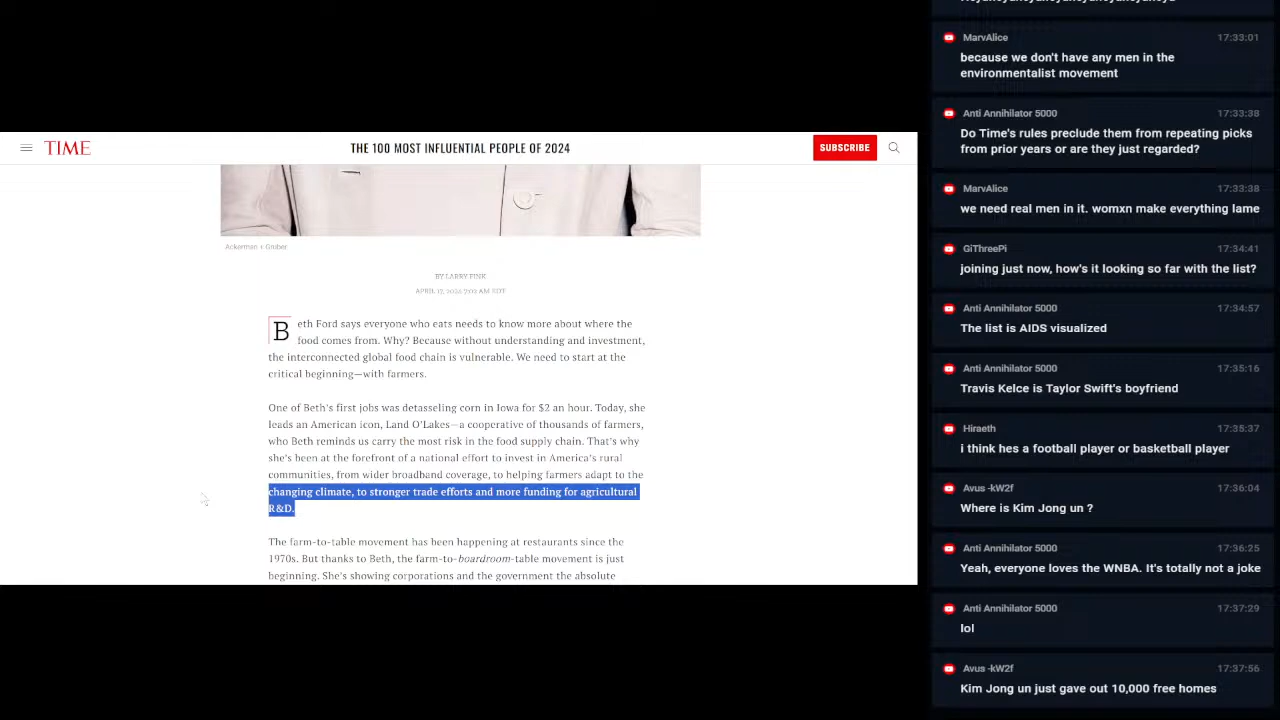 TIME
THE 100 MOST INFLUENTIAL PEOPLE OF 2024
SUBSCRIBE
Ackerman + Gruber
BY LARRY FINK
APRIL 17, 2024 7:00 AM EDT
Beth Ford says everyone who eats needs to know more about where the
food comes from. Why? Because without understanding and investment,
the interconnected global food chain is vulnerable. We need to start at the
critical beginning—with farmers.
One of Beth's first jobs was detasseling corn in Iowa for $2 an hour. Today, she
leads an American icon, Land O'Lakes—a cooperative of thousands of farmers,
who Beth reminds us carry the most risk in the food supply chain. That's why
she's been at the forefront of a national effort to invest in America's rural
communities, from wider broadband coverage, to helping farmers adapt to the
changing climate, to stronger trade efforts and more funding for agricultural
R&D.
The farm-to-table movement has been happening at restaurants since the
1970s. But thanks to Beth, the farm-to-boardroom-table movement is just
beginning. She's showing corporations and the government the absolute
MarvAlice 17:33:01
because we don't have any men in the
environmentalist movement
Anti Annihilator 5000 17:33:38
Do Time's rules preclude them from repeating picks
from prior years or are they just regarded?
MarvAlice 17:33:38
we need real men in it. womxn make everything lame
GiThreePi 17:34:41
joining just now, how's it looking so far with the list?
Anti Annihilator 5000 17:34:57
The list is AIDS visualized
Anti Annihilator 5000 17:35:16
Travis Kelce is Taylor Swift's boyfriend
Hiraeth 17:35:37
i think hes a football player or basketball player
Avus -kW2f 17:36:04
Where is Kim Jong un ?
Anti Annihilator 5000 17:36:25
Yeah, everyone loves the WNBA. It's totally not a joke
Anti Annihilator 5000 17:37:29
lol
Avus -kW2f 17:37:56
Kim Jong un just gave out 10,000 free homes